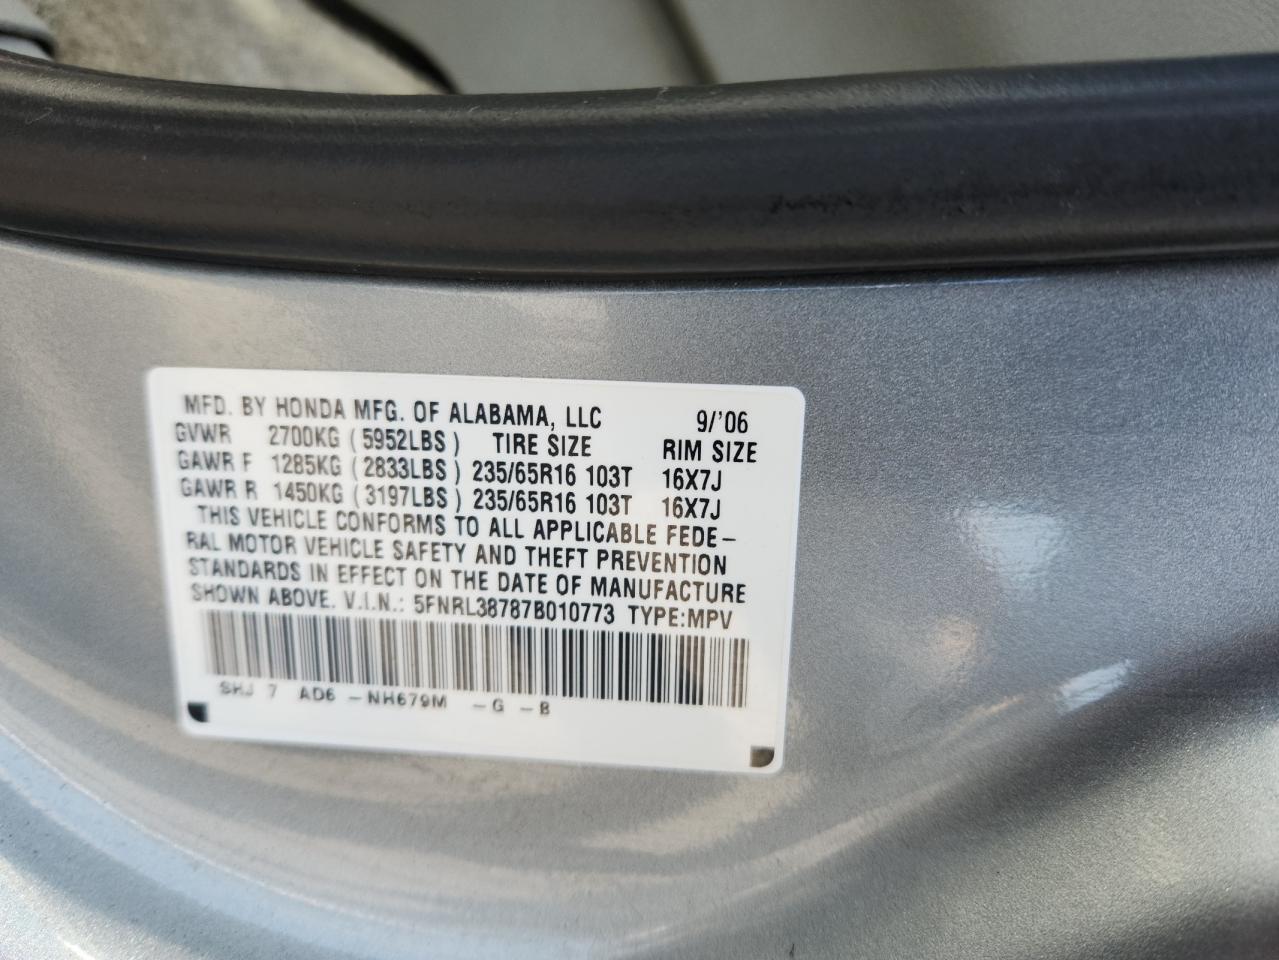 MFD. BY HONDA MFG. OF ALABAMA, LLC 9/'06
GVWR 2700KG (5952LBS) TIRE SIZE RIM SIZE
GAWR F 1285KG (2833LBS) 235/65R16 103T 16X7J
GAWR R 1450KG (3197LBS) 235/65R16 103T 16X7J
THIS VEHICLE CONFORMS TO ALL APPLICABLE FEDE-
RAL MOTOR VEHICLE SAFETY AND THEFT PREVENTION
STANDARDS IN EFFECT ON THE DATE OF MANUFACTURE
SHOWN ABOVE. V.I.N.: 5FNRL38787B010773 TYPE:MPV
SHJ 7 AD6 -NH679M -G -B